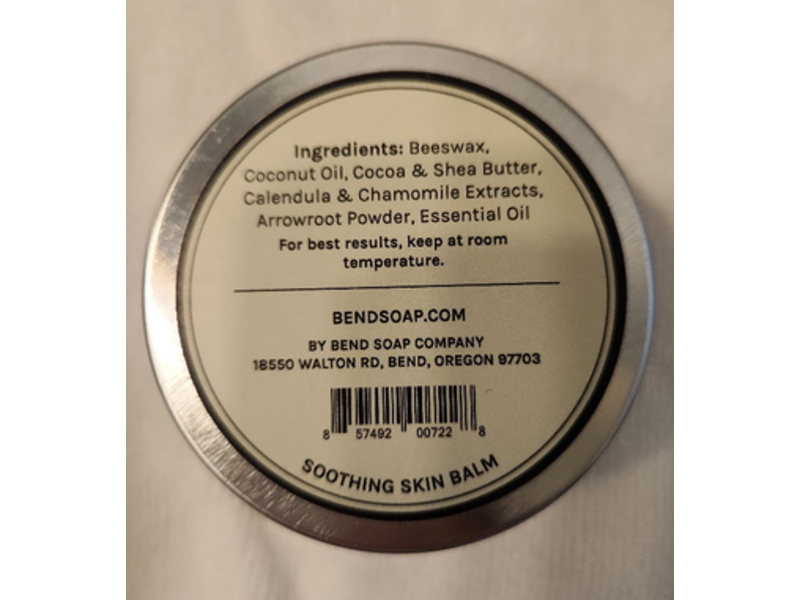 Ingredients: Beeswax,
Coconut Oil, Cocoa & Shea Butter,
Calendula & Chamomile Extracts,
Arrowroot Powder, Essential Oil
For best results, keep at room
temperature.
BENDSOAP.COM
BY BEND SOAP COMPANY
18550 WALTON RD, BEND, OREGON 97703
8 57492 00722 8
SOOTHING SKIN BALM